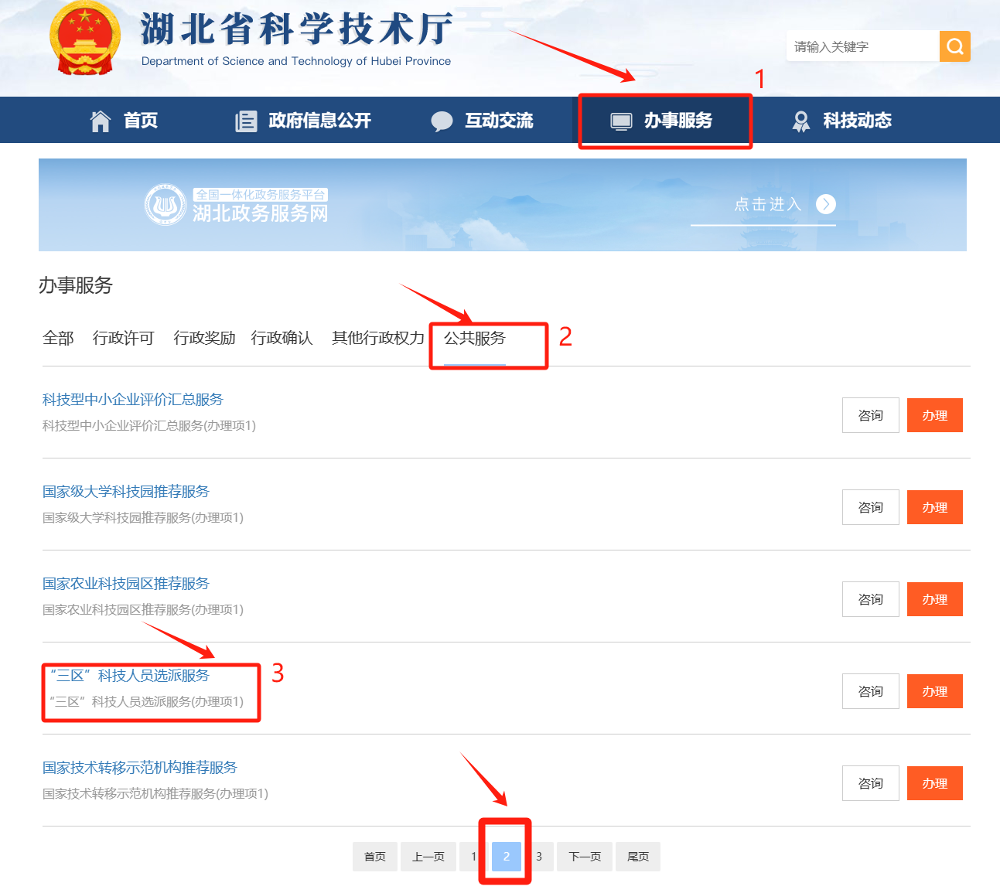 湖北省科学技术厅
Department of Science and Technology of Hubei Province
请输入关键字
1
首页 政府信息公开 互动交流 办事服务 科技动态
全国一体化政务服务平台
湖北政务服务网
点击进入
办事服务
全部 行政许可 行政奖励 行政确认 其他行政权力 公共服务 2
科技型中小企业评价汇总服务
科技型中小企业评价汇总服务(办理项1)
咨询 办理
国家级大学科技园推荐服务
国家级大学科技园推荐服务(办理项1)
咨询 办理
国家农业科技园区推荐服务
国家农业科技园区推荐服务(办理项1)
咨询 办理
“三区”科技人员选派服务 3
“三区”科技人员选派服务(办理项1)
咨询 办理
国家技术转移示范机构推荐服务
国家技术转移示范机构推荐服务(办理项1)
咨询 办理
首页 上一页 1 2 3 下一页 尾页